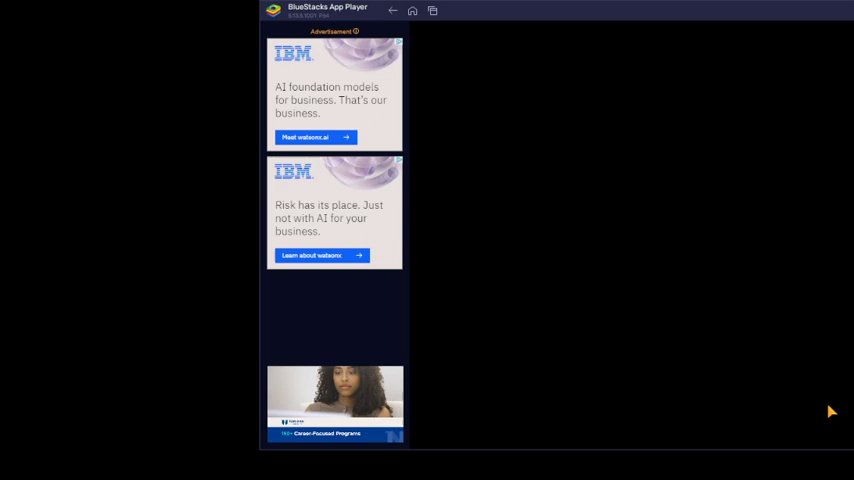 BlueStacks App Player
Advertisement
IBM
AI foundation models
for business. That's our
business.
Meet watsonx.ai
IBM
Risk has its place. Just
not with AI for your
business.
Learn about watsonx
Career-Focused Programs